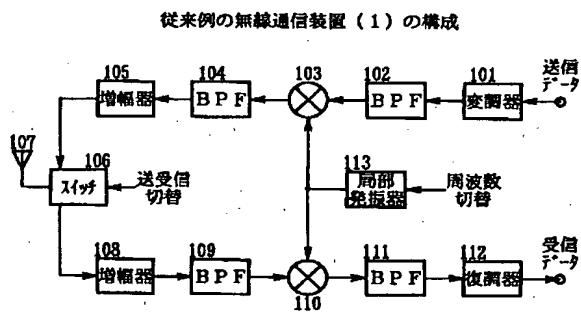 従来例の無線通信装置(1)の構成
105
104
103
102
101
送信
データ
増幅器
BPF
BPF
変調器
107
106
スイッチ
送受信
切替
113
局部
発振器
周波数
切替
108
109
111
112
受信
データ
増幅器
BPF
BPF
復調器
110